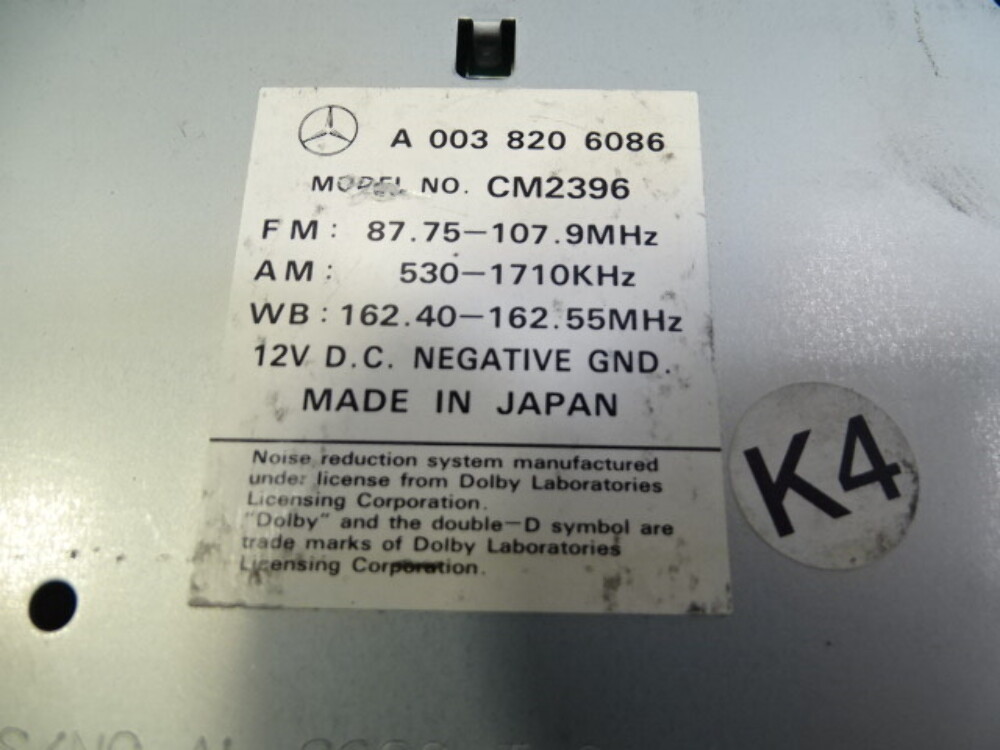 A 003 820 6086
MODEL NO. CM2396
FM: 87.75-107.9MHz
AM: 530-1710KHz
WB: 162.40-162.55MHz
12V D.C. NEGATIVE GND.
MADE IN JAPAN
Noise reduction system manufactured
under license from Dolby Laboratories
Licensing Corporation.
"Dolby" and the double-D symbol are
trade marks of Dolby Laboratories
Licensing Corporation.
K4